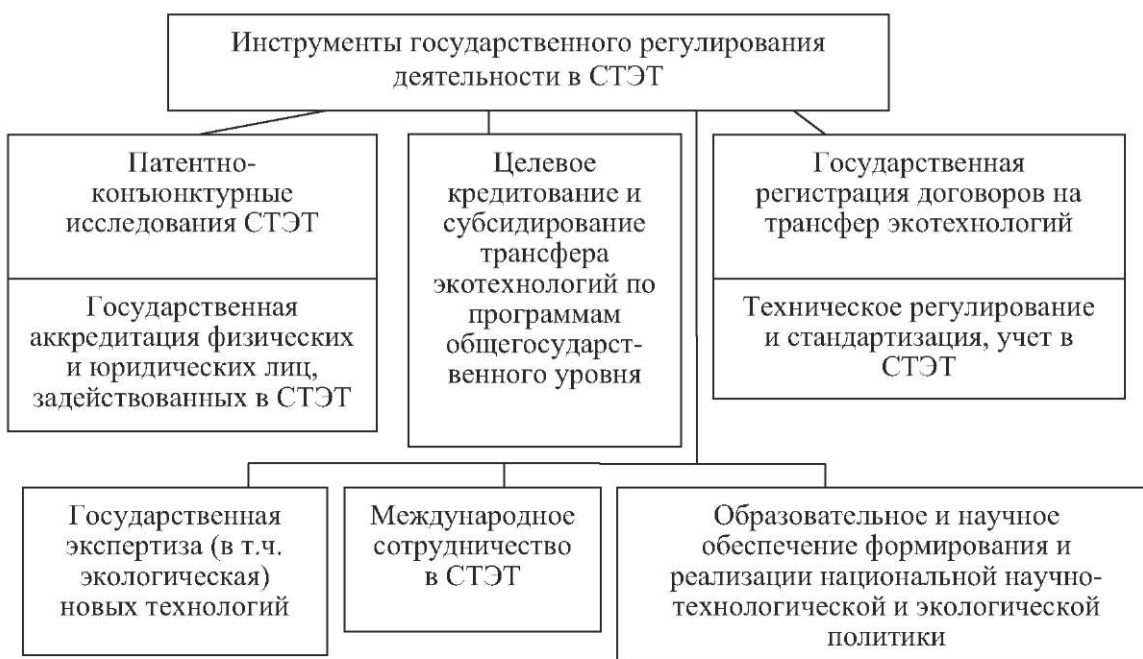 Инструменты государственного регулирования
деятельности в СТЭТ
Патентно-
конъюнктурные
исследования СТЭТ
Государственная
аккредитация физических
и юридических лиц,
задействованных в СТЭТ
Целевое
кредитование и
субсидирование
трансфера
экотехнологий по
программам
общегосударст-
венного уровня
Государственная
регистрация договоров на
трансфер экотехнологий
Техническое регулирование
и стандартизация, учет в
СТЭТ
Государственная
экспертиза (в т.ч.
экологическая)
новых технологий
Международное
сотрудничество
в СТЭТ
Образовательное и научное
обеспечение формирования и
реализации национальной научно-
технологической и экологической
политики